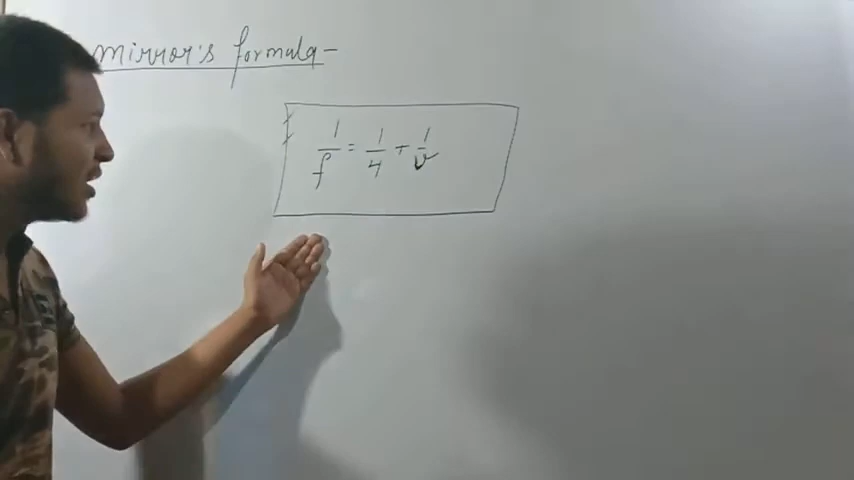 mirror's formula-
1/f = 1/4 + 1/v